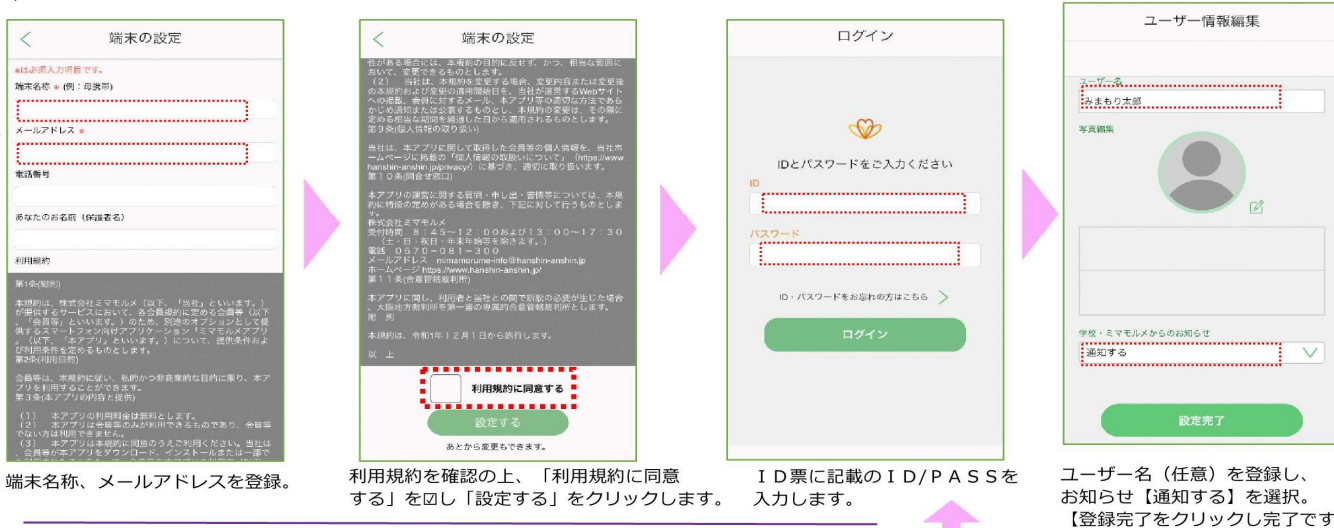 端末の設定
*は必須入力項目です。
端末名称 * (例:母携帯)
メールアドレス *
電話番号
あなたのお名前(保護者名)
利用規約
第1条(総則)
本規約は、株式会社ミマモルメ(以下、「当社」といいます。)
が提供するサービスにおいて、各会員規約に定める会員等(以下
、「会員等」といいます。)のため、別途のオプションとして提
供するスマートフォン向けアプリケーション「ミマモルメアプリ
」(以下、「本アプリ」といいます。)について、提供条件およ
び利用条件を定めるものとします。
第2条(利用目的)
会員等は、本規約に従い、私的かつ非商業的な目的に限り、本ア
プリを利用することができます。
第3条(本アプリの内容と提供)
(1) 本アプリの利用料金は無料とします。
(2) 本アプリは会員等のみが利用できるものであり、会員等
でない方は利用できません。
(3) 本アプリは本規約に同意のうえご利用ください。当社は
、会員等が本アプリをダウンロード、インストールまたは一部で
端末名称、メールアドレスを登録。
端末の設定
性がある場合には、本規約の目的に反せず、かつ、相当な範囲に
おいて、変更できるものとします。
(2) 当社は、本規約を変更する場合、変更内容または変更後
の本規約および変更の適用開始日を、当社が運営するWebサイト
への掲載、会員に対するメール、本アプリ等の適切な方法であら
かじめ通知または公表するものとし、本規約の変更は、その際に
定める相当な期間を経過した日から適用されるものとします。
第9条(個人情報の取り扱い)
当社は、本アプリに関して取得した会員等の個人情報を、当社ホ
ームページに掲載の「個人情報の取扱いについて」(https://www.
hanshin-anshin.jp/privacy/)に基づき、適切に取り扱います。
第10条(問合せ窓口)
本アプリの運営に関する質問・申し出・苦情等については、本規
約に特段の定めがある場合を除き、下記に対して行うものとしま
す。
株式会社ミマモルメ
受付時間 8:45~12:00および13:00~17:30
(土・日・祝日・年末年始等を除きます。)
電話 0570-081-300
メールアドレス mimamorume-info@hanshin-anshin.jp
ホームページ https://www.hanshin-anshin.jp/
第11条(合意管轄裁判所)
本アプリに関し、利用者と当社との間で訴訟の必要が生じた場合
、大阪地方裁判所を第一審の専属的合意管轄裁判所とします。
附 則
本規約は、令和1年12月1日から施行します。
以 上
利用規約に同意する
設定する
あとから変更もできます。
利用規約を確認の上、「利用規約に同意
する」を☑し「設定する」をクリックします。
ログイン
IDとパスワードをご入力ください
ID
パスワード
ID・パスワードをお忘れの方はこちら
ログイン
ID票に記載のID/PASSを
入力します。
ユーザー情報編集
ユーザー名
みまもり太郎
写真編集
学校・ミマモルメからのお知らせ
通知する
設定完了
ユーザー名(任意)を登録し、
お知らせ【通知する】を選択。
【登録完了をクリックし完了です